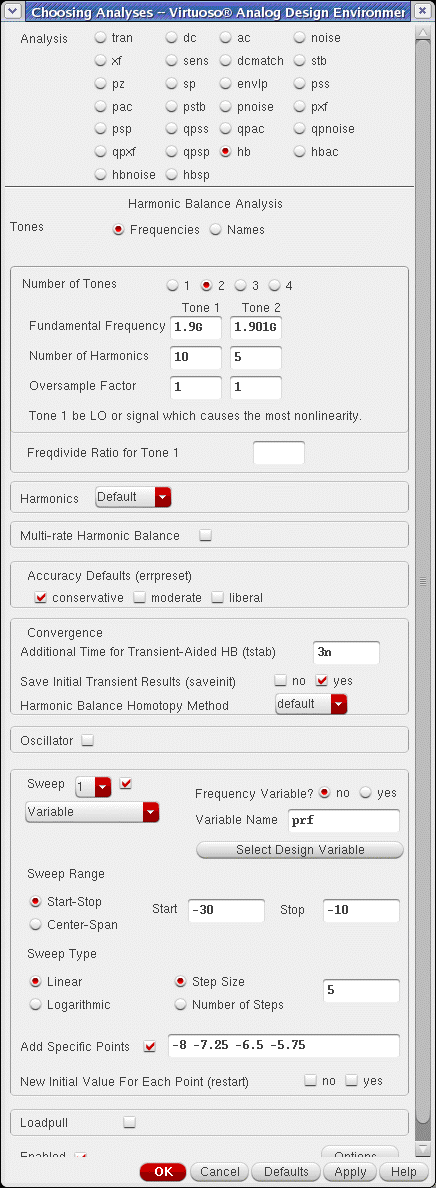 Choosing Analyses -- Virtuoso® Analog Design Environmer
Analysis tran dc ac noise
xf sens dcmatch stb
pz sp envlp pss
pac pstb pnoise pxf
psp qpss qpac qpnoise
qpxf qpsp hb hbac
hbnoise hbsp
Harmonic Balance Analysis
Tones Frequencies Names
Number of Tones 1 2 3 4
Tone 1 Tone 2
Fundamental Frequency 1.9G 1.901G
Number of Harmonics 10 5
Oversample Factor 1 1
Tone 1 be LO or signal which causes the most nonlinearity.
Freqdivide Ratio for Tone 1
Harmonics Default
Multi-rate Harmonic Balance
Accuracy Defaults (errpreset)
conservative moderate liberal
Convergence
Additional Time for Transient-Aided HB (tstab) 3n
Save Initial Transient Results (saveinit) no yes
Harmonic Balance Homotopy Method default
Oscillator
Sweep 1 Frequency Variable? no yes
Variable Variable Name prf
Select Design Variable
Sweep Range
Start-Stop Start -30 Stop -10
Center-Span
Sweep Type
Linear Step Size 5
Logarithmic Number of Steps
Add Specific Points -8 -7.25 -6.5 -5.75
New Initial Value For Each Point (restart) no yes
Loadpull
Enabled Options...
OK Cancel Defaults Apply Help